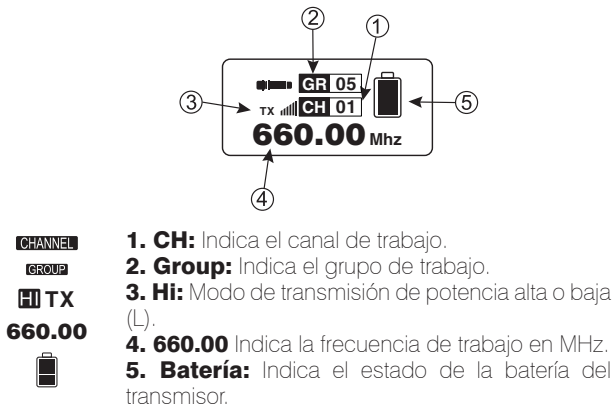 2
1
GR 05
3
TX CH 01
5
660.00 Mhz
4
CHANNEL
1. CH: Indica el canal de trabajo.
GROUP
2. Group: Indica el grupo de trabajo.
HI TX
3. Hi: Modo de transmisión de potencia alta o baja
(L).
660.00
4. 660.00 Indica la frecuencia de trabajo en MHz.
5. Batería: Indica el estado de la batería del
transmisor.